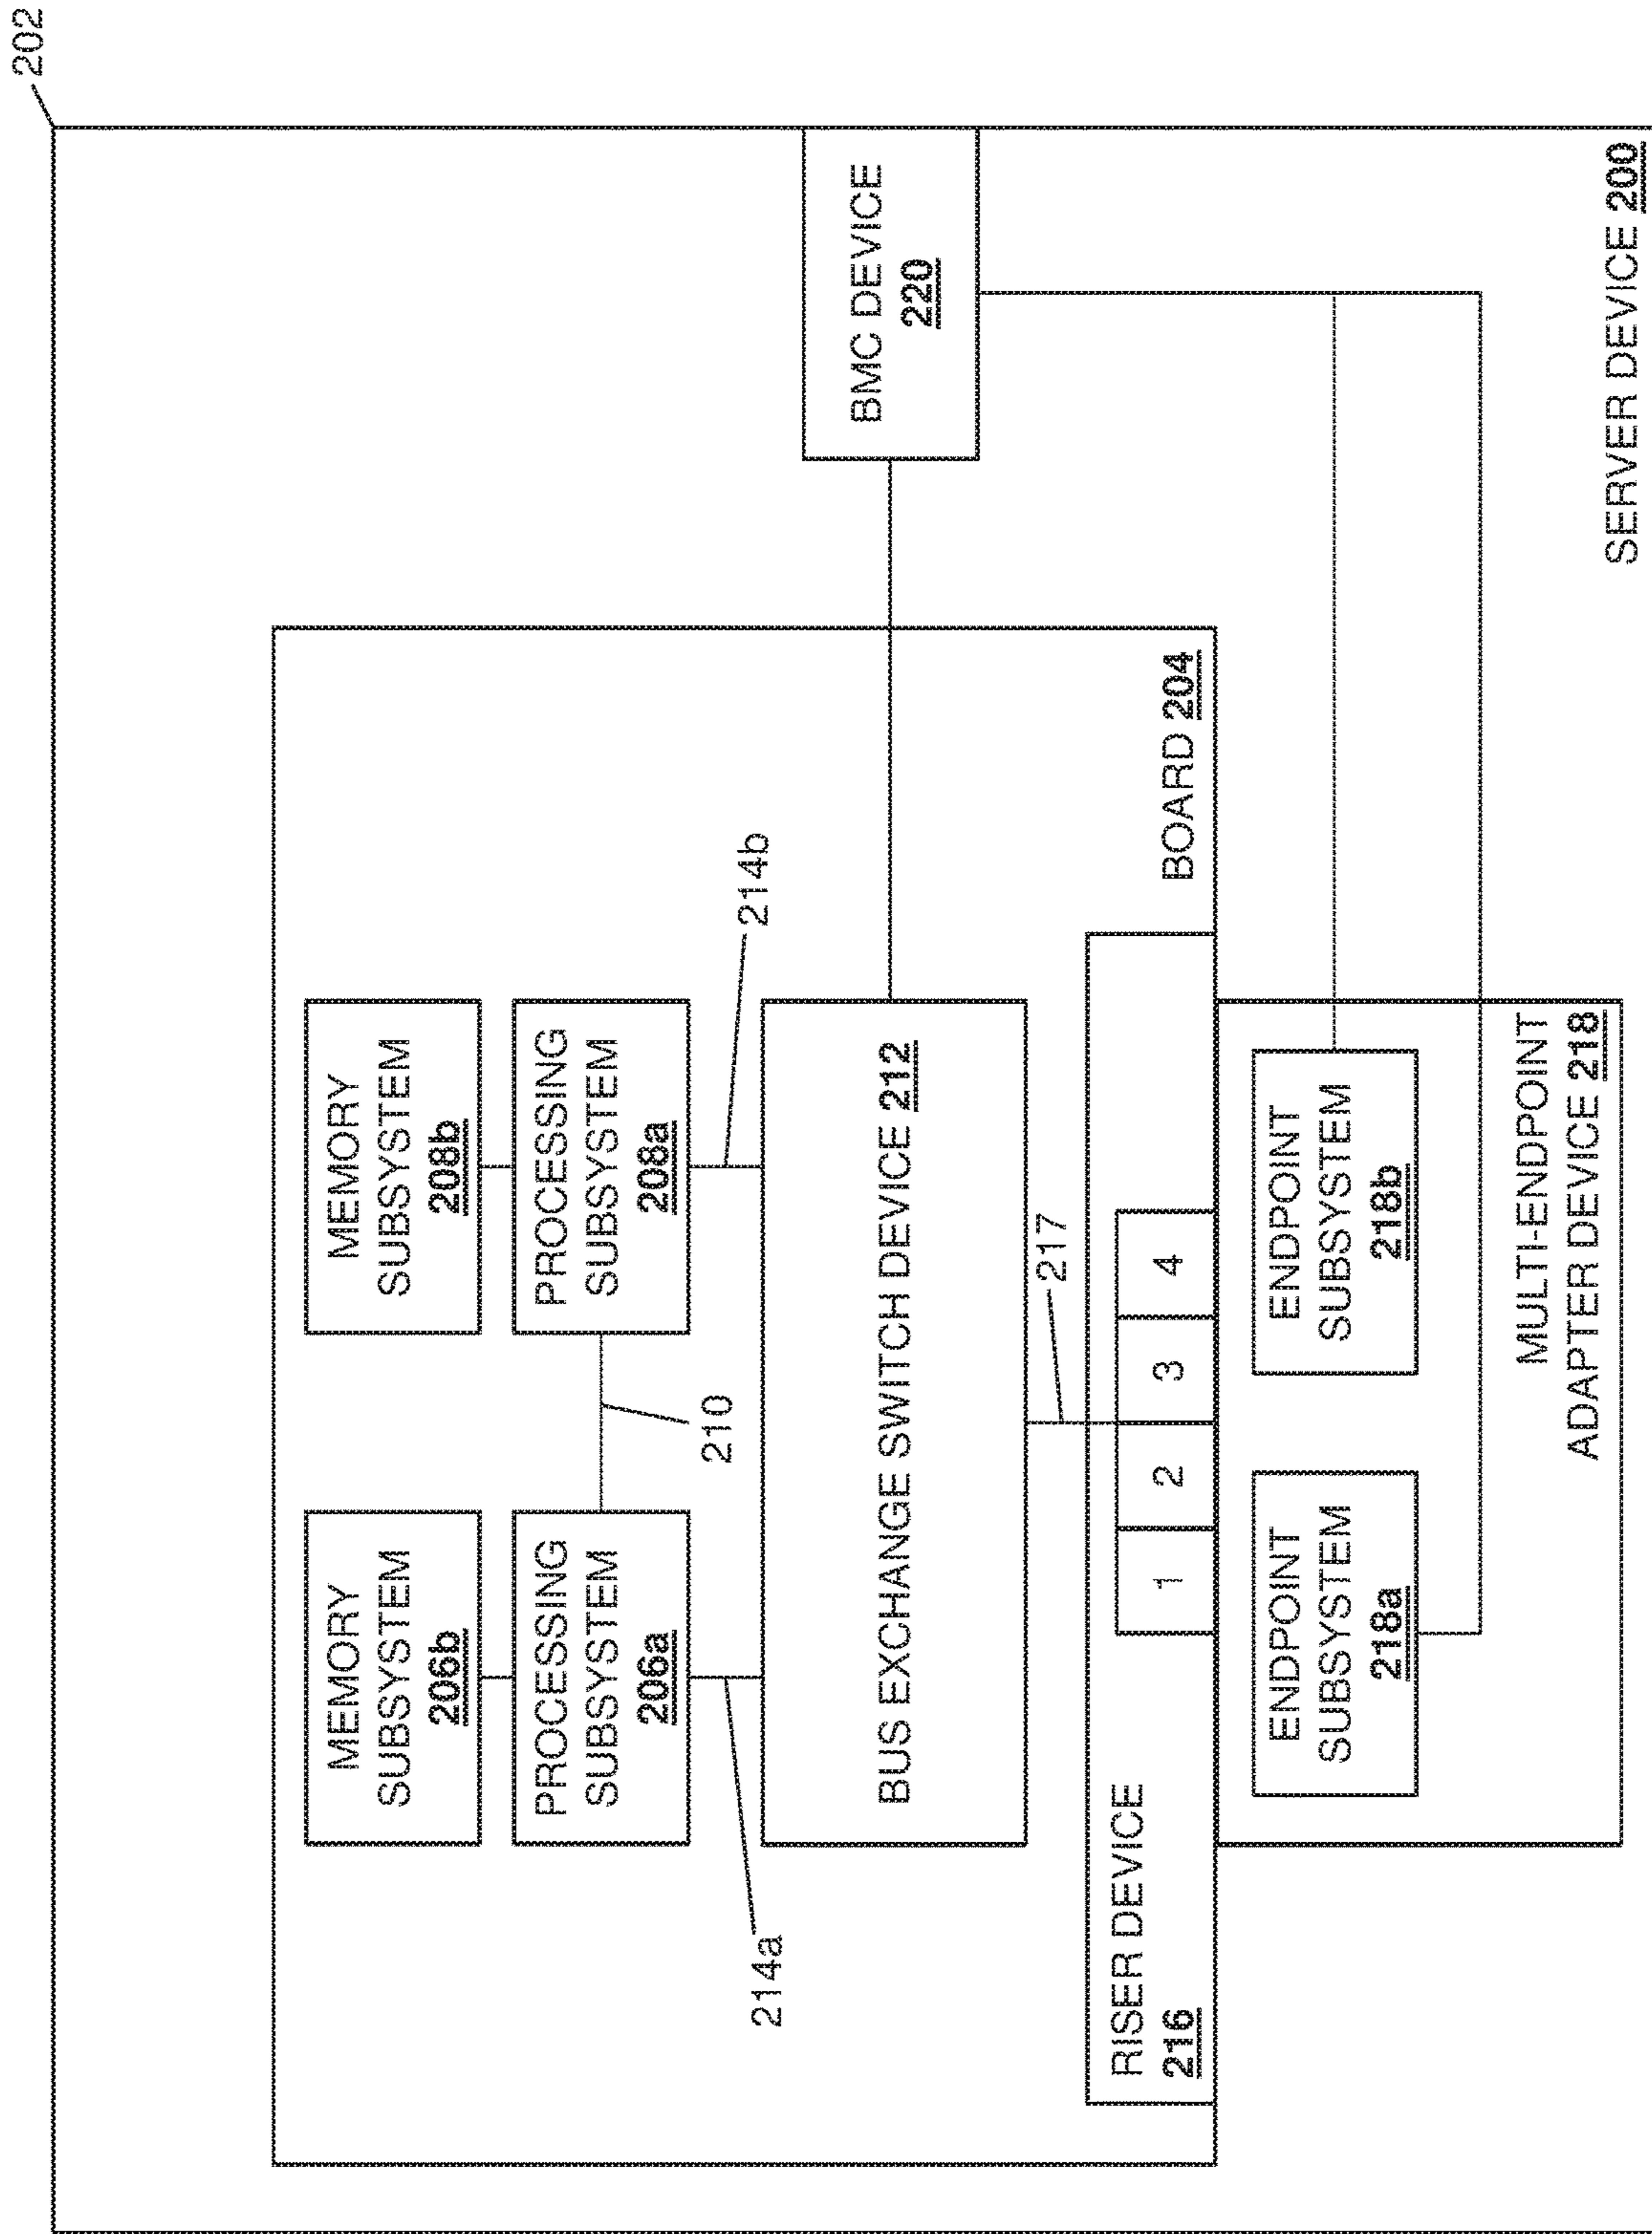 202
MEMORY
SUBSYSTEM
206b
MEMORY
SUBSYSTEM
208b
PROCESSING
SUBSYSTEM
206a
PROCESSING
SUBSYSTEM
208a
210
214a
214b
BUS EXCHANGE SWITCH DEVICE 212
BMC DEVICE
220
217
RISER DEVICE
216
1
2
3
4
BOARD 204
ENDPOINT
SUBSYSTEM
218a
ENDPOINT
SUBSYSTEM
218b
MULTI-ENDPOINT
ADAPTER DEVICE 218
SERVER DEVICE 200